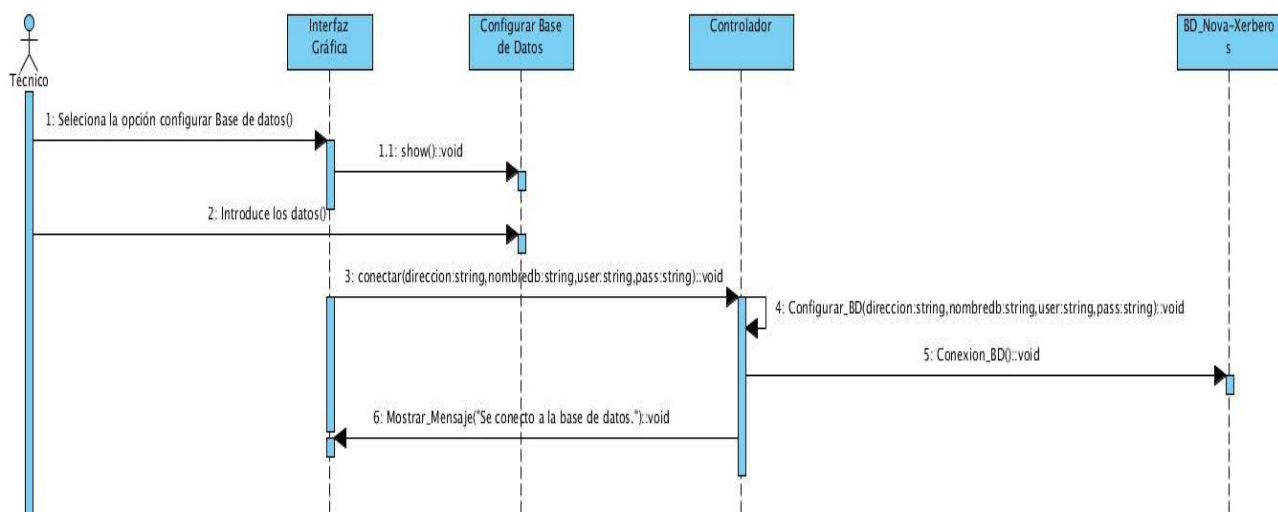 Técnico
Interfaz
Gráfica
Configurar Base
de Datos
Controlador
BD_Nova-Xerbero
s
1: Seleciona la opción configurar Base de datos()
1.1: show()::void
2: Introduce los datos()
3: conectar(direccion:string,nombredb:string,user:string,pass:string)::void
4: Configurar_BD(direccion:string,nombredb:string,user:string,pass:string)::void
5: Conexion_BD()::void
6: Mostrar_Mensaje("Se conecto a la base de datos.")::void